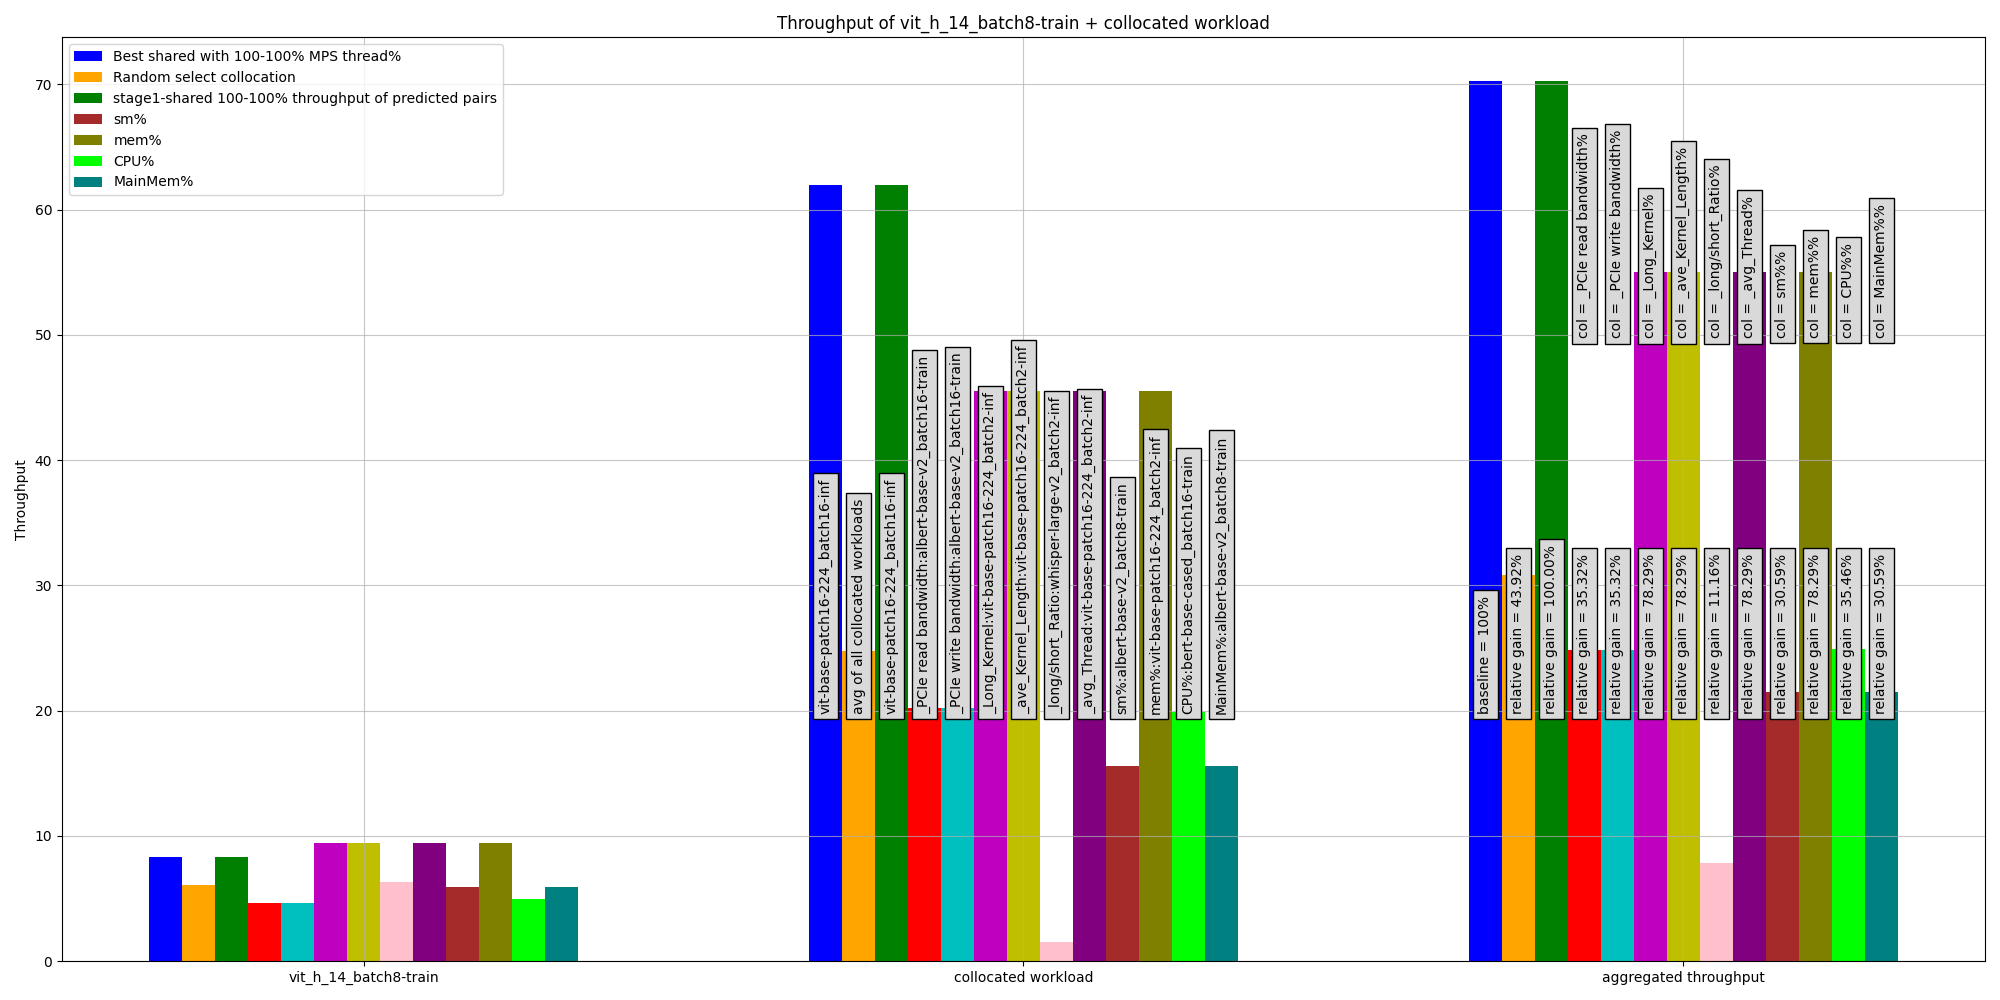 Throughput of vit_h_14_batch8-train + collocated workload
Best shared with 100-100% MPS thread%
Random select collocation
stage1-shared 100-100% throughput of predicted pairs
sm%
mem%
CPU%
MainMem%
Throughput
70
60
50
40
30
20
10
0
vit-base-patch16-224_batch16-inf
avg of all collocated workloads
vit-base-patch16-224_batch16-inf
_PCIe read bandwidth:albert-base-v2_batch16-train
_PCIe write bandwidth:albert-base-v2_batch16-train
_Long_Kernel:vit-base-patch16-224_batch2-inf
_ave_Kernel_Length:vit-base-patch16-224_batch2-inf
_long/short_Ratio:whisper-large-v2_batch2-inf
_avg_Thread:vit-base-patch16-224_batch2-inf
sm%:albert-base-v2_batch8-train
mem%:vit-base-patch16-224_batch2-inf
CPU%:bert-base-cased_batch16-train
MainMem%:albert-base-v2_batch8-train
col = _PCIe read bandwidth%
col = _PCIe write bandwidth%
col = _Long_Kernel%
col = _ave_Kernel_Length%
col = _long/short_Ratio%
col = _avg_Thread%
col = sm%%
col = mem%%
col = CPU%%
col = MainMem%%
baseline = 100%
relative gain = 43.92%
relative gain = 100.00%
relative gain = 35.32%
relative gain = 35.32%
relative gain = 78.29%
relative gain = 78.29%
relative gain = 11.16%
relative gain = 78.29%
relative gain = 30.59%
relative gain = 78.29%
relative gain = 35.46%
relative gain = 30.59%
vit_h_14_batch8-train
collocated workload
aggregated throughput